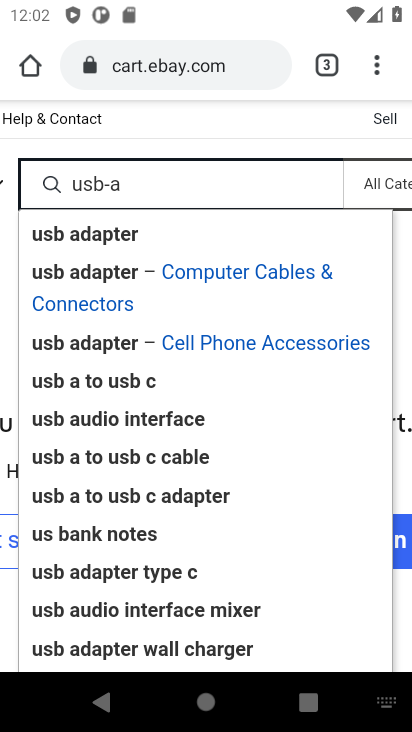 12:02
cart.ebay.com
3
Help & Contact
Sell
usb-a
All Cate
usb adapter
usb adapter – Computer Cables &
Connectors
usb adapter – Cell Phone Accessories
usb a to usb c
usb audio interface
u
rt.
usb a to usb c cable
H
usb a to usb c adapter
us bank notes
t s
n
usb adapter type c
usb audio interface mixer
usb adapter wall charger